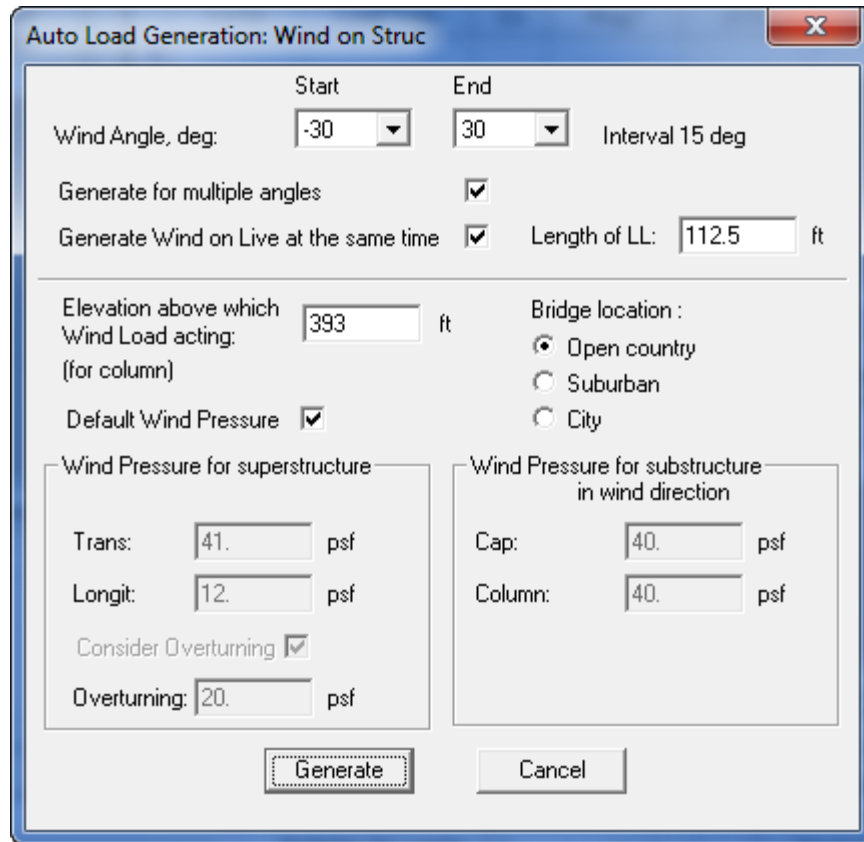 Auto Load Generation: Wind on Struc
Start End
Wind Angle, deg: -30 30 Interval 15 deg
Generate for multiple angles
Generate Wind on Live at the same time Length of LL: 112.5 ft
Elevation above which Bridge location :
Wind Load acting: 393 ft Open country
(for column) Suburban
Default Wind Pressure City
Wind Pressure for superstructure
Trans: 41. psf
Longit: 12. psf
Consider Overturning
Overturning: 20. psf
Wind Pressure for substructure
in wind direction
Cap: 40. psf
Column: 40. psf
Generate Cancel